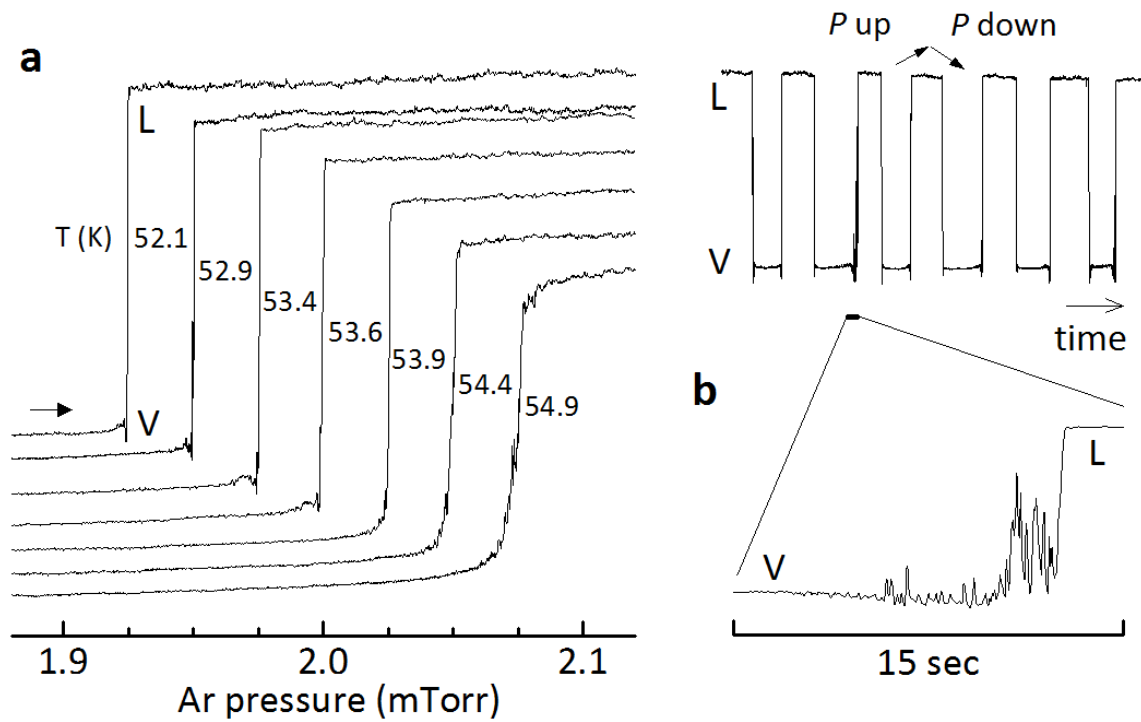 a
L
T (K)
52.1
52.9
53.4
53.6
53.9
54.4
54.9
V
1.9 2.0 2.1
Ar pressure (mTorr)
P up P down
L
V
time
b
L
V
15 sec